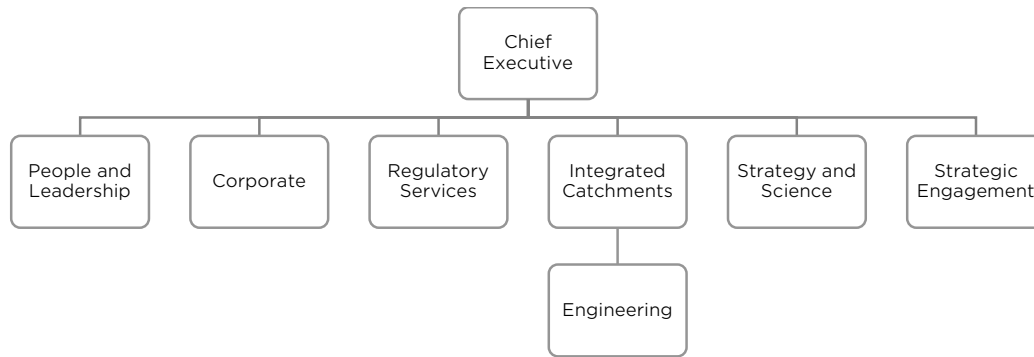 Chief
Executive
People and
Leadership
Corporate
Regulatory
Services
Integrated
Catchments
Strategy and
Science
Strategic
Engagement
Engineering